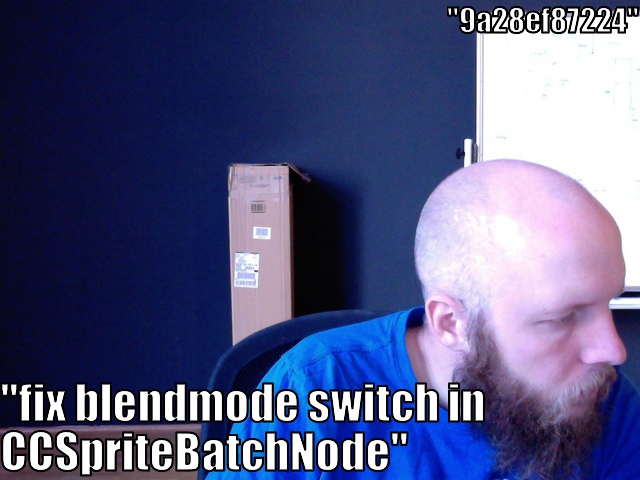 "9a28ef87224"
"fix blendmode switch in
CCSpriteBatchNode"